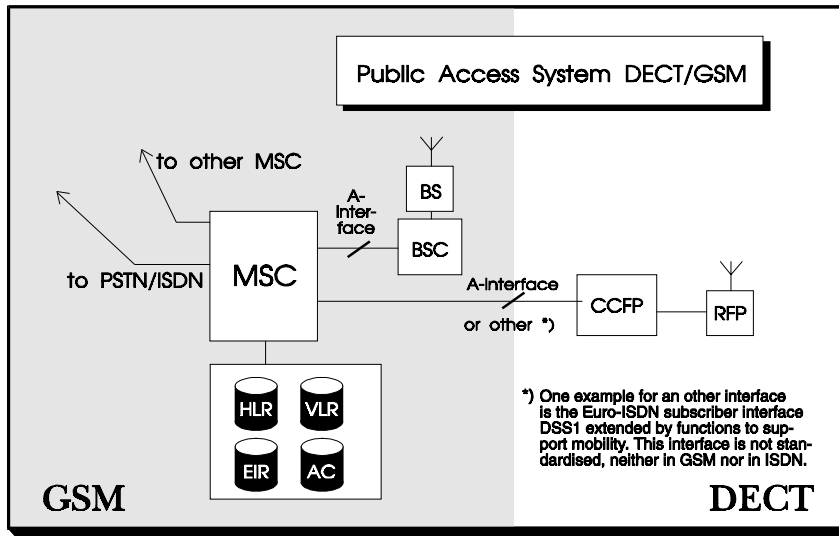 Public Access System DECT/GSM
to other MSC
BS
A-
Inter-
face
BSC
MSC
to PSTN/ISDN
A-Interface
or other *)
CCFP
RFP
HLR
VLR
EIR
AC
*) One example for an other interface
is the Euro-ISDN subscriber interface
DSS1 extended by functions to sup-
port mobility. This interface is not stan-
dardised, neither in GSM nor in ISDN.
GSM
DECT